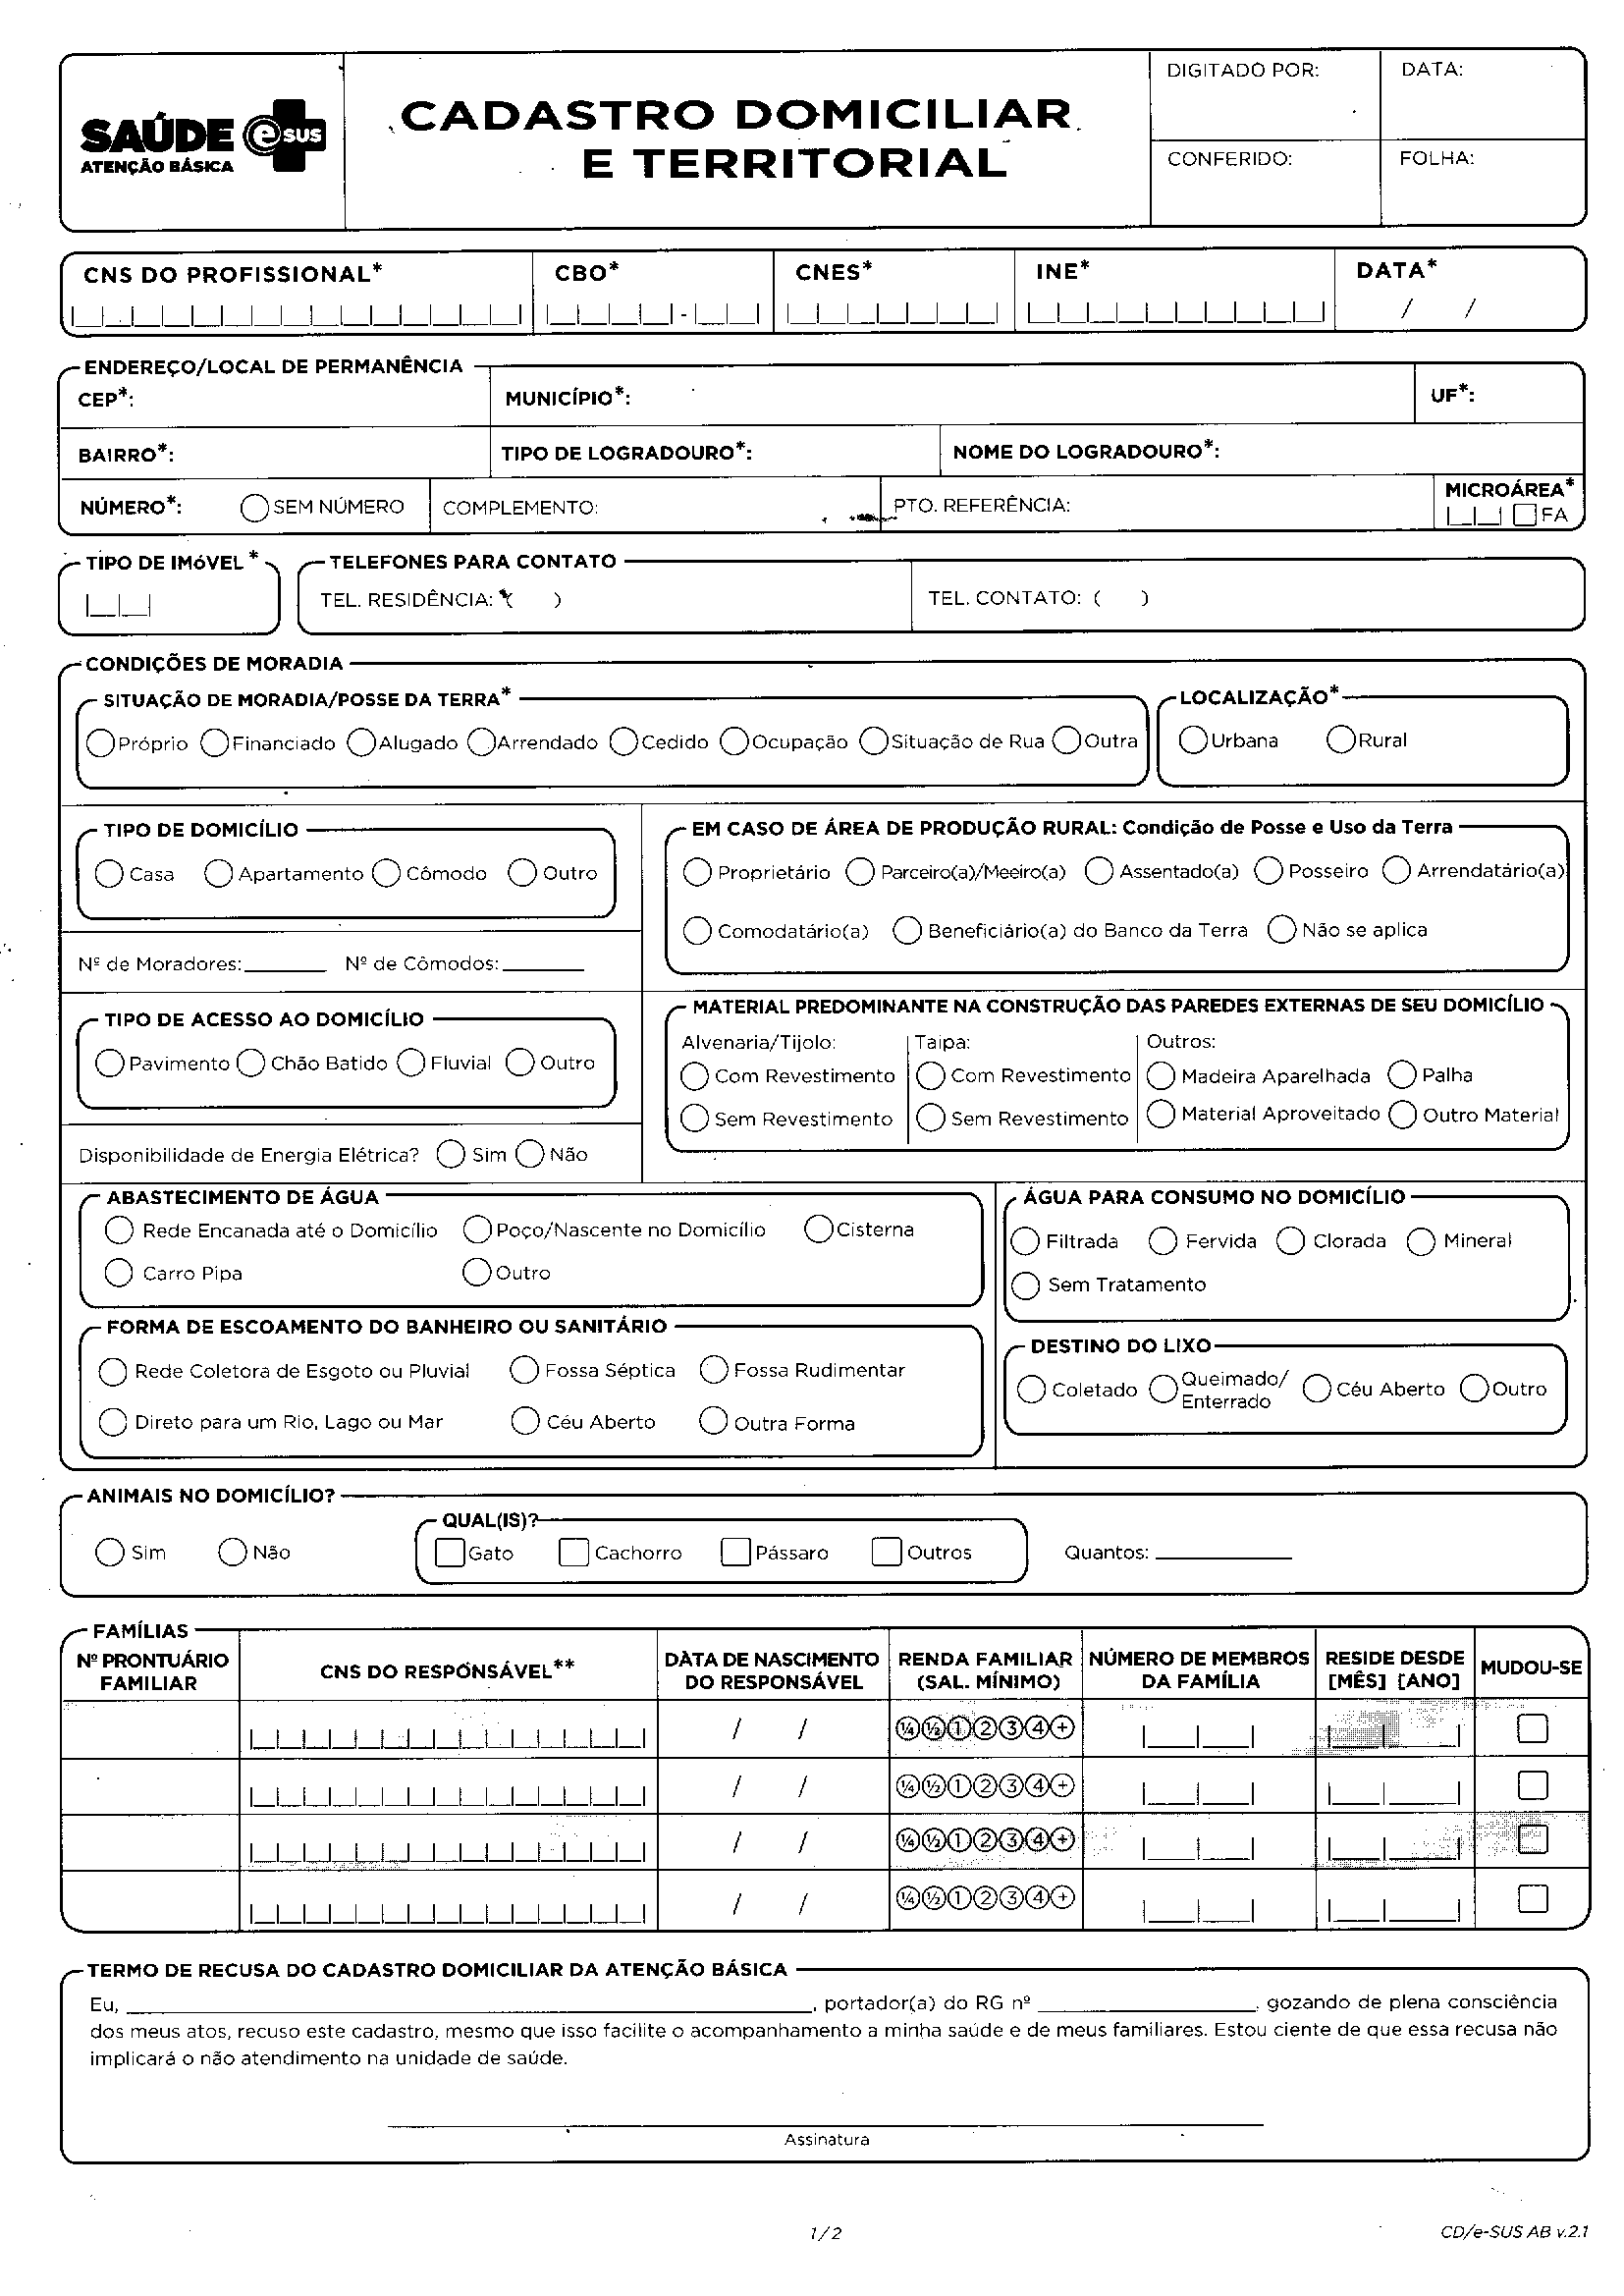 SAÚDE e SUS
ATENÇÃO BÁSICA
CADASTRO DOMICILIAR
E TERRITORIAL
DIGITADO POR:
DATA:
CONFERIDO:
FOLHA:
CNS DO PROFISSIONAL*
CBO*
CNES*
INE*
DATA*
/ /
ENDEREÇO/LOCAL DE PERMANÊNCIA
CEP*:
MUNICÍPIO*:
UF*:
BAIRRO*:
TIPO DE LOGRADOURO*:
NOME DO LOGRADOURO*:
NÚMERO*:
SEM NÚMERO
COMPLEMENTO:
PTO. REFERÊNCIA:
MICROÁREA*
FA
TIPO DE IMóVEL *
TELEFONES PARA CONTATO
TEL. RESIDÊNCIA: ( )
TEL. CONTATO: ( )
CONDIÇÕES DE MORADIA
SITUAÇÃO DE MORADIA/POSSE DA TERRA*
Próprio Financiado Alugado Arrendado Cedido Ocupação Situação de Rua Outra
LOCALIZAÇÃO*
Urbana Rural
TIPO DE DOMICÍLIO
Casa Apartamento Cômodo Outro
EM CASO DE ÁREA DE PRODUÇÃO RURAL: Condição de Posse e Uso da Terra
Proprietário Parceiro(a)/Meeiro(a) Assentado(a) Posseiro Arrendatário(a)
Comodatário(a) Beneficiário(a) do Banco da Terra Não se aplica
Nº de Moradores: Nº de Cômodos:
TIPO DE ACESSO AO DOMICÍLIO
Pavimento Chão Batido Fluvial Outro
MATERIAL PREDOMINANTE NA CONSTRUÇÃO DAS PAREDES EXTERNAS DE SEU DOMICÍLIO
Alvenaria/Tijolo: Taipa: Outros:
Com Revestimento Com Revestimento Madeira Aparelhada Palha
Sem Revestimento Sem Revestimento Material Aproveitado Outro Material
Disponibilidade de Energia Elétrica? Sim Não
ABASTECIMENTO DE ÁGUA
Rede Encanada até o Domicílio Poço/Nascente no Domicílio Cisterna
Carro Pipa Outro
ÁGUA PARA CONSUMO NO DOMICÍLIO
Filtrada Fervida Clorada Mineral
Sem Tratamento
FORMA DE ESCOAMENTO DO BANHEIRO OU SANITÁRIO
Rede Coletora de Esgoto ou Pluvial Fossa Séptica Fossa Rudimentar
Direto para um Rio, Lago ou Mar Céu Aberto Outra Forma
DESTINO DO LIXO
Coletado Queimado/ Céu Aberto Outro
Enterrado
ANIMAIS NO DOMICÍLIO?
Sim Não
QUAL(IS)?
Gato Cachorro Pássaro Outros
Quantos:
FAMÍLIAS
Nº PRONTUÁRIO
FAMILIAR
CNS DO RESPONSÁVEL**
DATA DE NASCIMENTO
DO RESPONSÁVEL
RENDA FAMILIAR
(SAL. MÍNIMO)
NÚMERO DE MEMBROS
DA FAMÍLIA
RESIDE DESDE
[MÊS] [ANO]
MUDOU-SE
/ / ¼ ½ 1 2 3 4 +
/ / ¼ ½ 1 2 3 4 +
/ / ¼ ½ 1 2 3 4 +
/ / ¼ ½ 1 2 3 4 +
TERMO DE RECUSA DO CADASTRO DOMICILIAR DA ATENÇÃO BÁSICA
Eu, , portador(a) do RG nº , gozando de plena consciência
dos meus atos, recuso este cadastro, mesmo que isso facilite o acompanhamento a minha saúde e de meus familiares. Estou ciente de que essa recusa não
implicará o não atendimento na unidade de saúde.
Assinatura
1/2
CD/e-SUS AB v.2.1